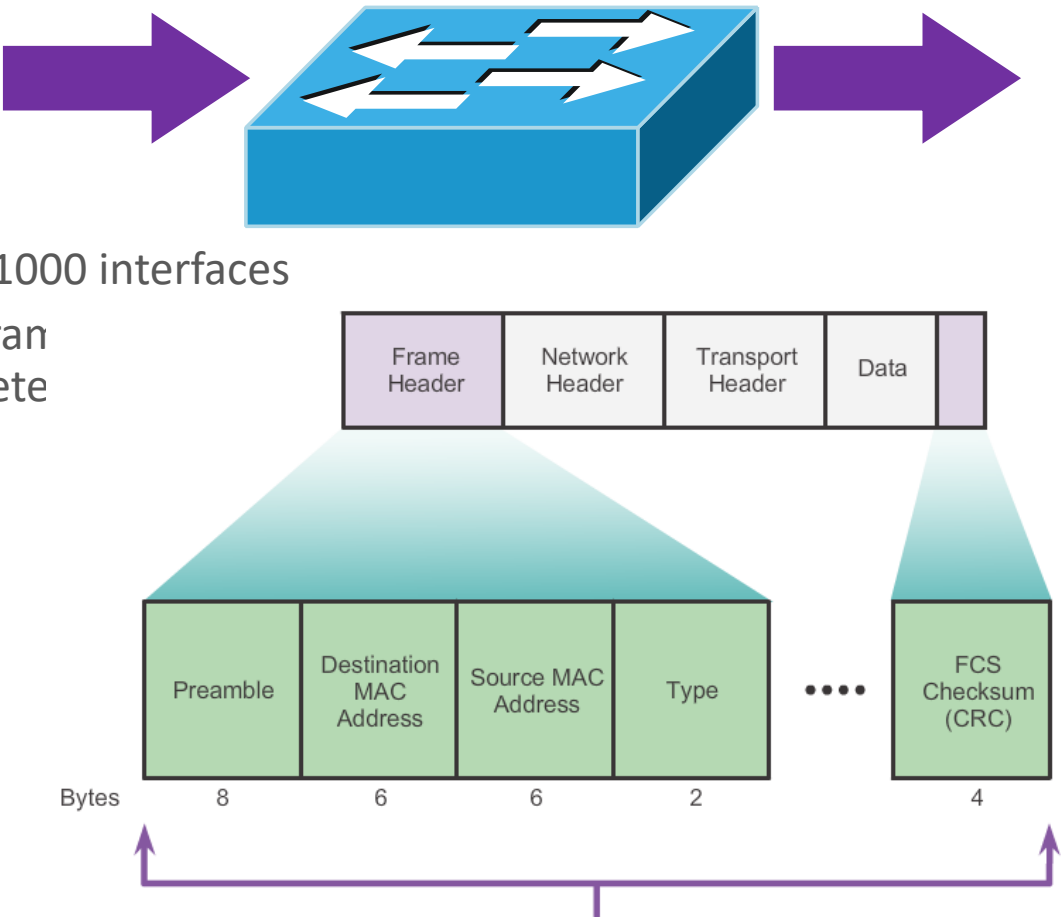 1000 interfaces
Frame
Header
Network
Header
Transport
Header
Data
Preamble
Destination
MAC
Address
Source MAC
Address
Type
••••
FCS
Checksum
(CRC)
Bytes 8 6 6 2 4